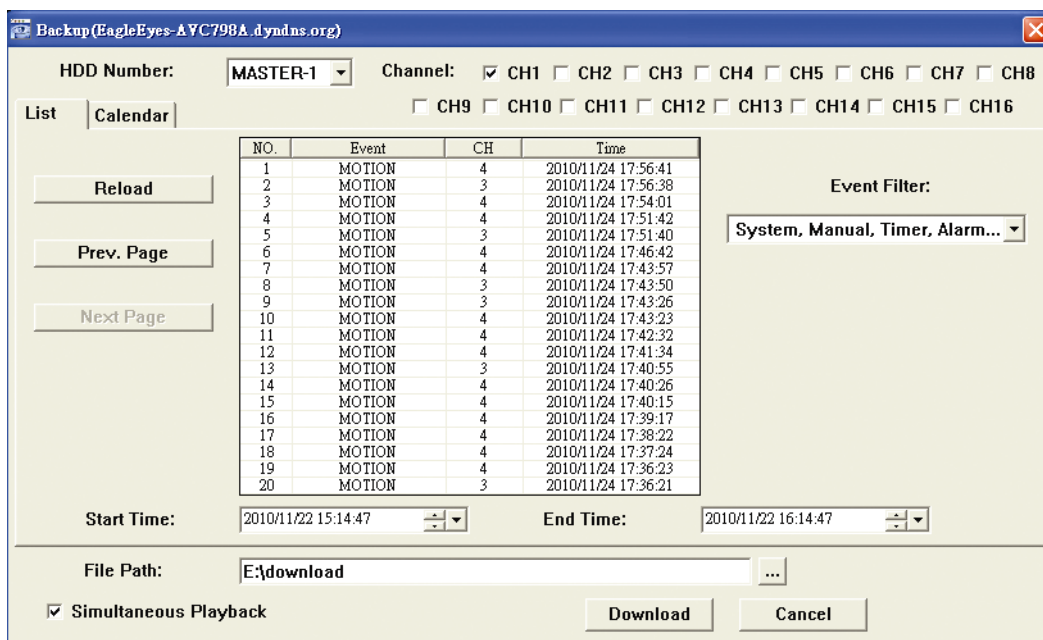 Backup(EagleEyes-AVC798A.dyndns.org)
HDD Number: MASTER-1 Channel: CH1 CH2 CH3 CH4 CH5 CH6 CH7 CH8
CH9 CH10 CH11 CH12 CH13 CH14 CH15 CH16
List Calendar
Reload
Prev. Page
Next Page
NO. Event CH Time
1 MOTION 4 2010/11/24 17:56:41
2 MOTION 3 2010/11/24 17:56:38
3 MOTION 4 2010/11/24 17:54:01
4 MOTION 4 2010/11/24 17:51:42
5 MOTION 3 2010/11/24 17:51:40
6 MOTION 4 2010/11/24 17:46:42
7 MOTION 4 2010/11/24 17:43:57
8 MOTION 3 2010/11/24 17:43:50
9 MOTION 3 2010/11/24 17:43:26
10 MOTION 4 2010/11/24 17:43:23
11 MOTION 4 2010/11/24 17:42:32
12 MOTION 4 2010/11/24 17:41:34
13 MOTION 3 2010/11/24 17:40:55
14 MOTION 4 2010/11/24 17:40:26
15 MOTION 4 2010/11/24 17:40:15
16 MOTION 4 2010/11/24 17:39:17
17 MOTION 4 2010/11/24 17:38:22
18 MOTION 4 2010/11/24 17:37:24
19 MOTION 4 2010/11/24 17:36:23
20 MOTION 3 2010/11/24 17:36:21
Event Filter:
System, Manual, Timer, Alarm...
Start Time: 2010/11/22 15:14:47 End Time: 2010/11/22 16:14:47
File Path: E:\download ...
Simultaneous Playback Download Cancel